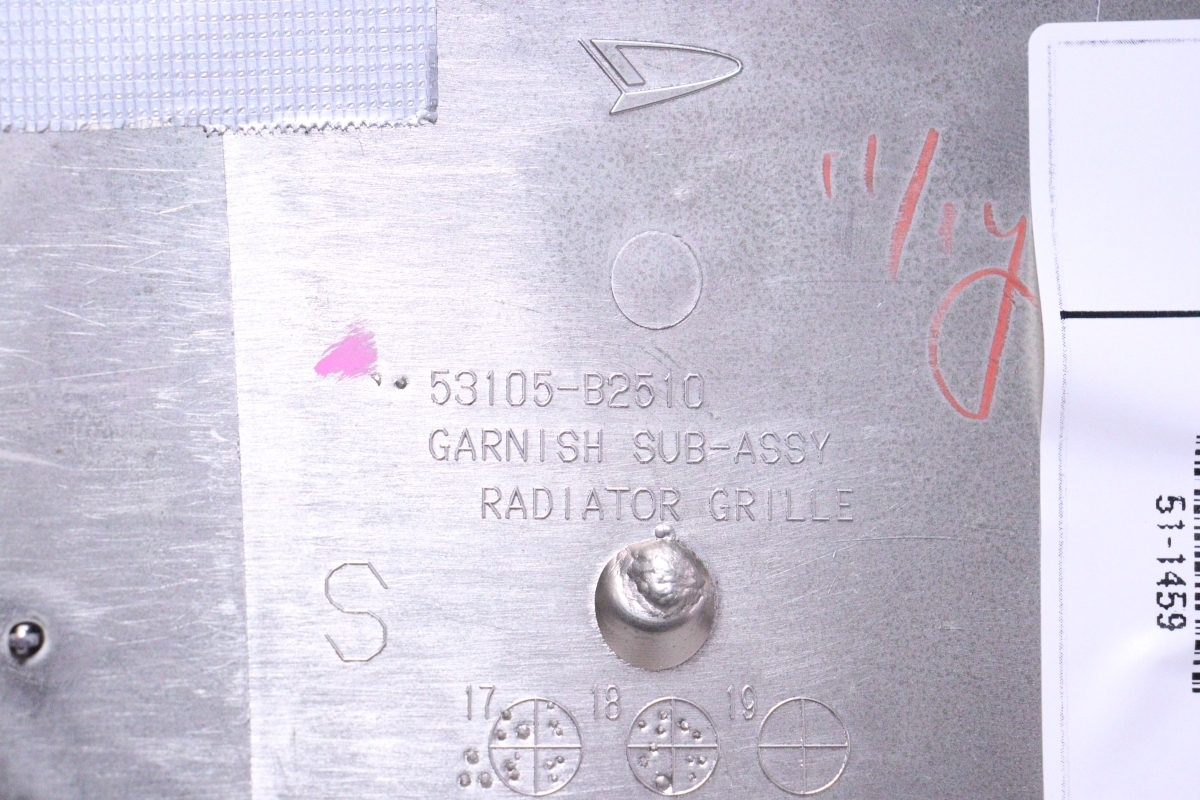 53105-B2510
GARNISH SUB-ASSY
RADIATOR GRILLE
S
17 18 19
51-1459